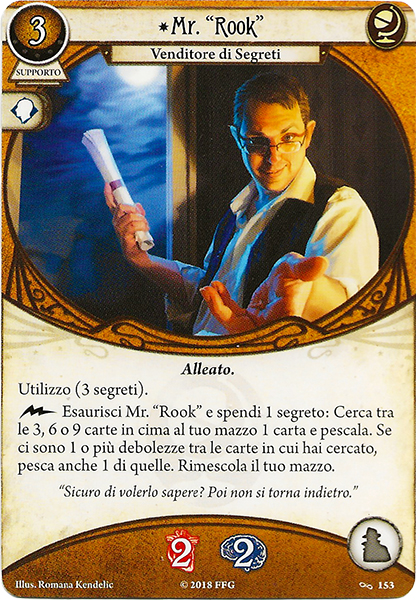 3
SUPPORTO
*Mr. “Rook”
Venditore di Segreti
Alleato.
Utilizzo (3 segreti).
Esaurisci Mr. “Rook” e spendi 1 segreto: Cerca tra
le 3, 6 o 9 carte in cima al tuo mazzo 1 carta e pescala. Se
ci sono 1 o più debolezze tra le carte in cui hai cercato,
pesca anche 1 di quelle. Rimescola il tuo mazzo.
“Sicuro di volerlo sapere? Poi non si torna indietro.”
2
2
Illus. Romana Kendelic
© 2018 FFG
153